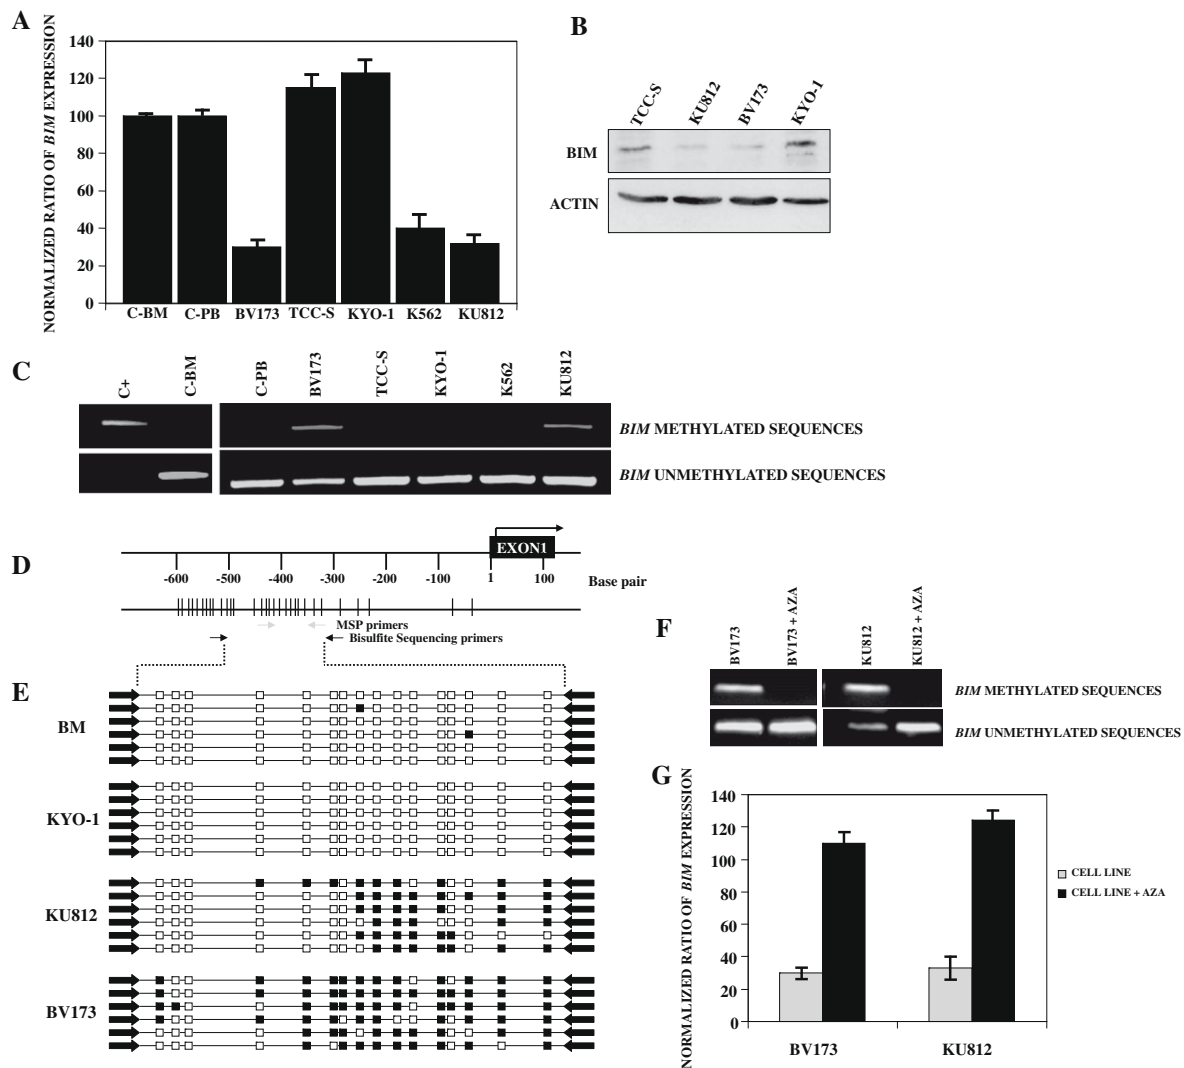 A
NORMALIZED RATIO OF BIM EXPRESSION
140
120
100
80
60
40
20
0
C-BM C-PB BV173 TCC-S KYO-1 K562 KU812
B
TCC-S KU812 BV173 KYO-1
BIM
ACTIN
C
C+ C-BM C-PB BV173 TCC-S KYO-1 K562 KU812
BIM METHYLATED SEQUENCES
BIM UNMETHYLATED SEQUENCES
D
EXON1
-600 -500 -400 -300 -200 -100 1 100 Base pair
MSP primers
Bisulfite Sequencing primers
E
BM
KYO-1
KU812
BV173
F
BV173 BV173 + AZA KU812 KU812 + AZA
BIM METHYLATED SEQUENCES
BIM UNMETHYLATED SEQUENCES
G
NORMALIZED RATIO OF BIM EXPRESSION
140
120
100
80
60
40
20
0
BV173 KU812
CELL LINE
CELL LINE + AZA